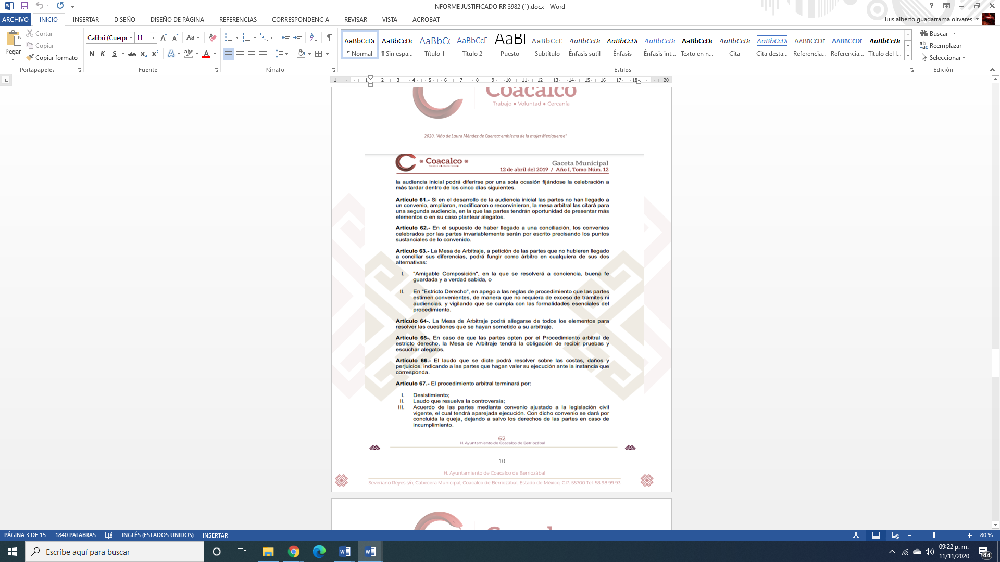 INFORME JUSTIFICADO RR 3982 (1).docx - Word
ARCHIVO INICIO INSERTAR DISEÑO DISEÑO DE PÁGINA REFERENCIAS CORRESPONDENCIA REVISAR VISTA ACROBAT
luis alberto guadarrama olivares
Pegar
Cortar
Copiar
Copiar formato
Portapapeles
Calibri (Cuerpo 11
N K S abc x₂ x²
Fuente
Párrafo
AaBbCcDc AaBbCcDc AaBbCc AaBbCcD AaBl AaBbCcD AaBbCcDc AaBbCcDc AaBbCcDc AaBbCcDc AaBbCcDc AaBbCcDc AABBCCDE AABBCCDE AaBbCcDc
¶ Normal ¶ Sin espa... Título 1 Título 2 Puesto Subtítulo Énfasis sutil Énfasis Énfasis int... Texto en n... Cita Cita desta... Referencia... Referencia... Título del l...
Estilos
Buscar
Reemplazar
Seleccionar
Edición
1 1 2 3 4 5 6 7 8 9 10 11 12 13 14 15 16 17 18 20
Coacalco
Trabajo ◆ Voluntad ◆ Cercanía
2020. "Año de Laura Méndez de Cuenca; emblema de la mujer Mexiquense"
Coacalco
Gaceta Municipal
12 de abril del 2019 / Año I, Tomo Núm. 12
la audiencia inicial podrá diferirse por una sola ocasión fijándose la celebración a
más tardar dentro de los cinco días siguientes.
Artículo 61.- Si en el desarrollo de la audiencia inicial las partes no han llegado a
un convenio, ampliaron, modificaron o reconvinieron, la mesa arbitral las citará para
una segunda audiencia, en la que las partes tendrán oportunidad de presentar más
elementos o en su caso plantear alegatos.
Artículo 62.- En el supuesto de haber llegado a una conciliación, los convenios
celebrados por las partes invariablemente serán por escrito precisando los puntos
sustanciales de lo convenido.
Artículo 63.- La Mesa de Arbitraje, a petición de las partes que no hubieren llegado
a conciliar sus diferencias, podrá fungir como árbitro en cualquiera de sus dos
alternativas:
I. "Amigable Composición", en la que se resolverá a conciencia, buena fe
guardada y a verdad sabida, o
II. En "Estricto Derecho", en apego a las reglas de procedimiento que las partes
estimen convenientes, de manera que no requiera de exceso de trámites ni
audiencias, y vigilando que se cumpla con las formalidades esenciales del
procedimiento.
Artículo 64-. La Mesa de Arbitraje podrá allegarse de todos los elementos para
resolver las cuestiones que se hayan sometido a su arbitraje.
Artículo 65-. En caso de que las partes opten por el Procedimiento arbitral de
estricto derecho, la Mesa de Arbitraje tendrá la obligación de recibir pruebas y
escuchar alegatos.
Artículo 66.- El laudo que se dicte podrá resolver sobre las costas, daños y
perjuicios, indicando a las partes que hagan valer su ejecución ante la instancia que
corresponda.
Artículo 67.- El procedimiento arbitral terminará por:
I. Desistimiento;
II. Laudo que resuelva la controversia;
III. Acuerdo de las partes mediante convenio ajustado a la legislación civil
vigente, el cual tendrá aparejada ejecución. Con dicho convenio se dará por
concluida la queja, dejando a salvo los derechos de las partes en caso de
incumplimiento.
62
H. Ayuntamiento de Coacalco de Berriozábal
10
H. Ayuntamiento de Coacalco de Berriozábal
Severiano Reyes s/n, Cabecera Municipal, Coacalco de Berriozábal, Estado de México, C.P. 55700 Tel: 58 98 99 93
PÁGINA 3 DE 15 1840 PALABRAS INGLÉS (ESTADOS UNIDOS) INSERTAR
80 %
Escribe aquí para buscar
09:22 p. m.
11/11/2020
44